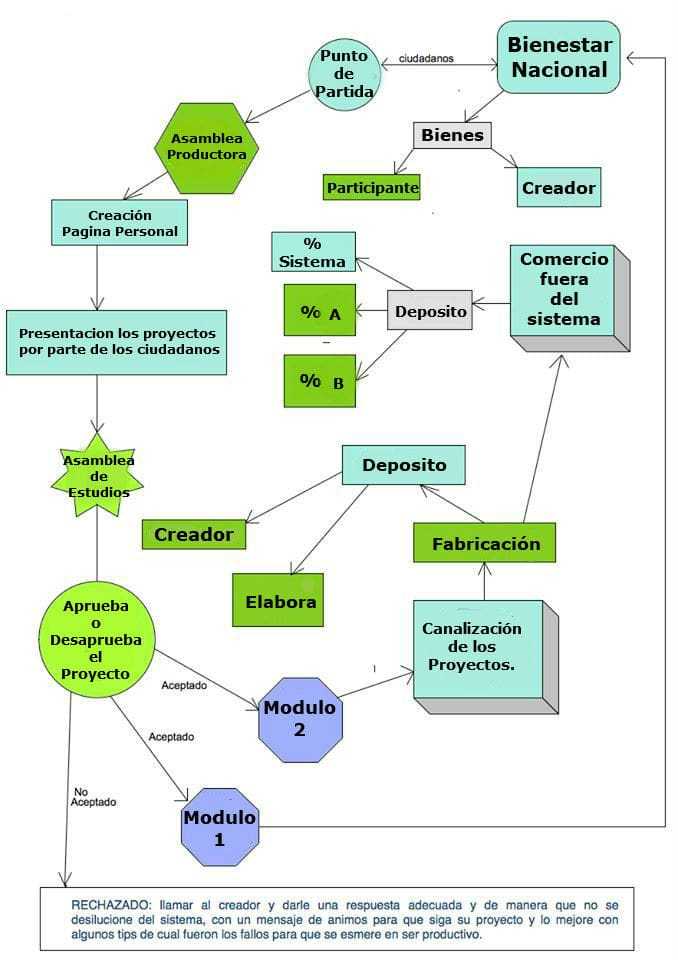 Bienestar
Nacional
ciudadanos
Punto
de
Partida
Bienes
Participante
Creador
Asamblea
Productora
Creación
Pagina Personal
%
Sistema
% A
% B
Deposito
Comercio
fuera
del
sistema
Presentacion los proyectos
por parte de los ciudadanos
Asamblea
de
Estudios
Deposito
Creador
Elabora
Fabricación
Canalización
de los
Proyectos.
Aprueba
o
Desaprueba
el
Proyecto
Aceptado
Modulo
2
Aceptado
Modulo
1
No
Aceptado
RECHAZADO: llamar al creador y darle una respuesta adecuada y de manera que no se
desilucione del sistema, con un mensaje de animos para que siga su proyecto y lo mejore con
algunos tips de cual fueron los fallos para que se esmere en ser productivo.